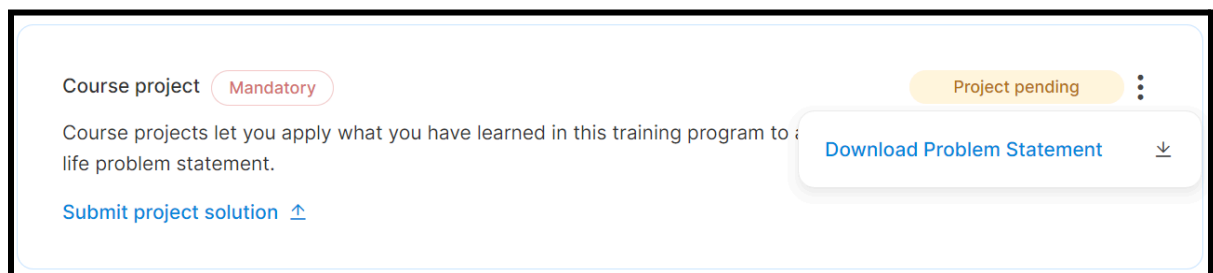 Course project Mandatory Project pending
Course projects let you apply what you have learned in this training program to
life problem statement.
Download Problem Statement
Submit project solution